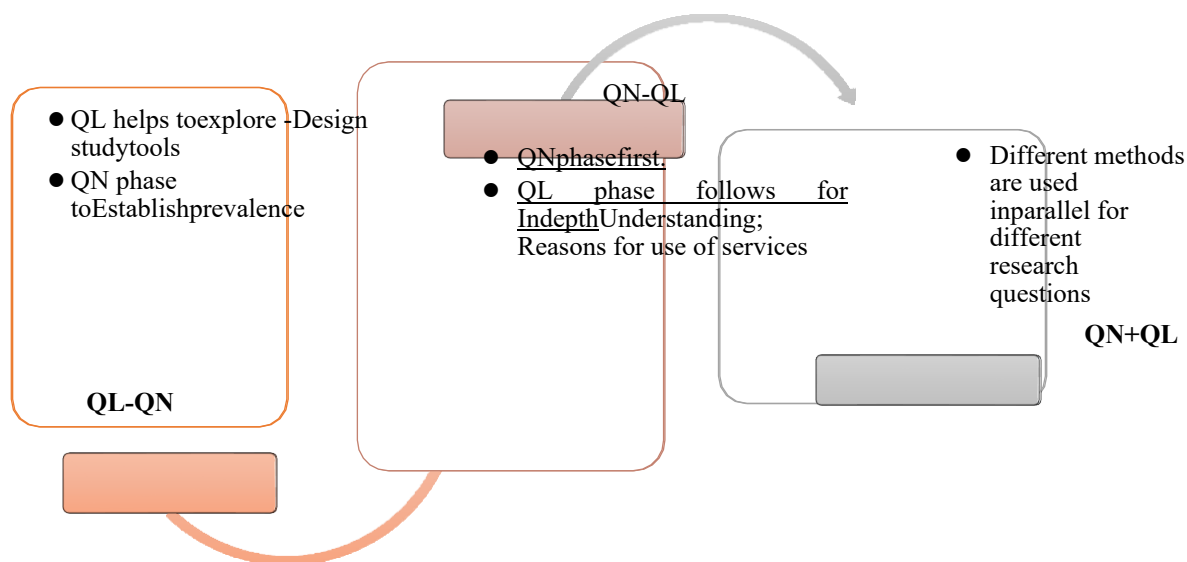 ● QL helps toexplore -Design
studytools
● QN phase
toEstablishprevalence
QL-QN
QN-QL
● QNphasefirst.
● QL phase follows for
IndepthUnderstanding;
Reasons for use of services
● Different methods
are used
inparallel for
different
research
questions
QN+QL